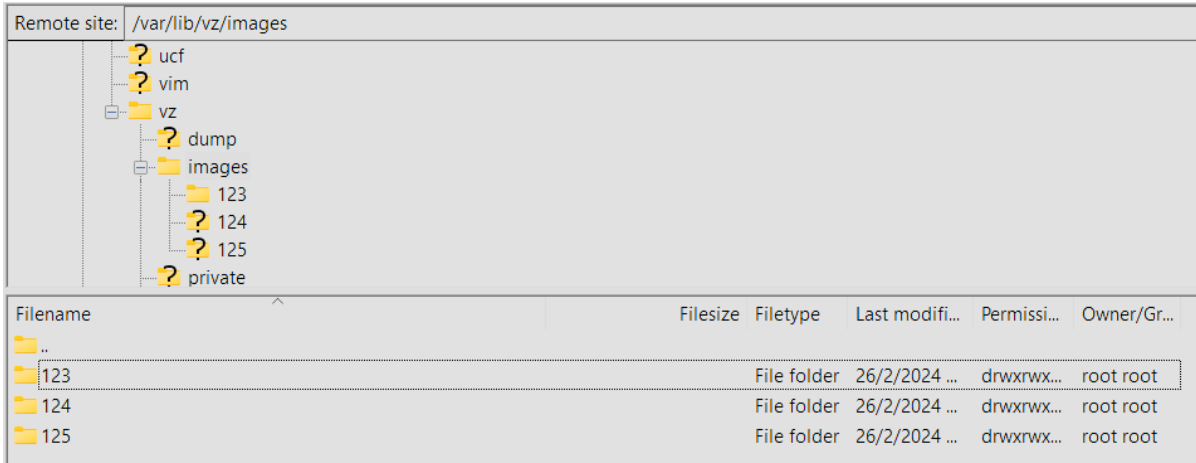 Remote site: /var/lib/vz/images
ucf
vim
vz
dump
images
123
124
125
private
Filename Filesize Filetype Last modifi... Permissi... Owner/Gr...
..
123 File folder 26/2/2024 ... drwxrwx... root root
124 File folder 26/2/2024 ... drwxrwx... root root
125 File folder 26/2/2024 ... drwxrwx... root root